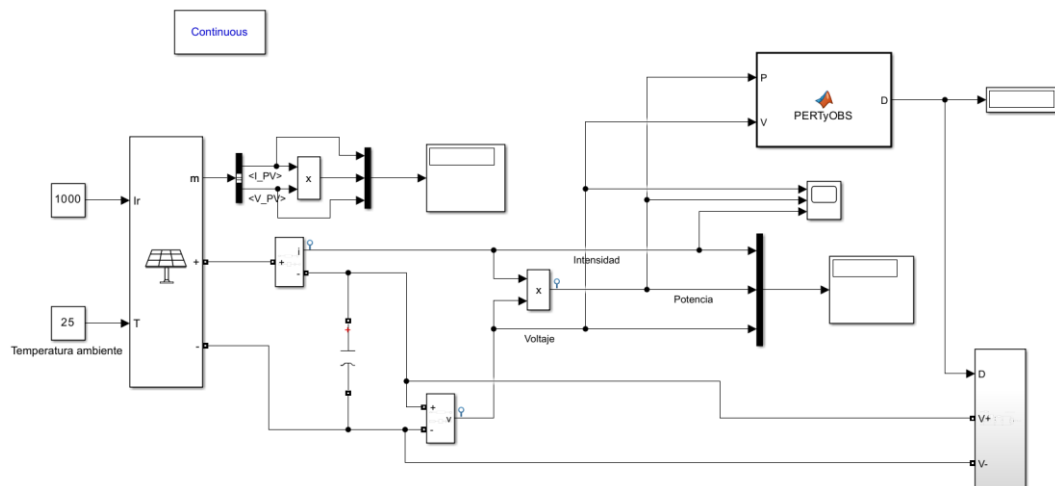 Continuous
P
PERTyOBS
D
V
m
<I_PV>
x
<V_PV>
1000
Ir
+
i
+
-
Intensidad
x
Potencia
25
T
Temperatura ambiente
+
Voltaje
-
D
+
v
-
V+
V-